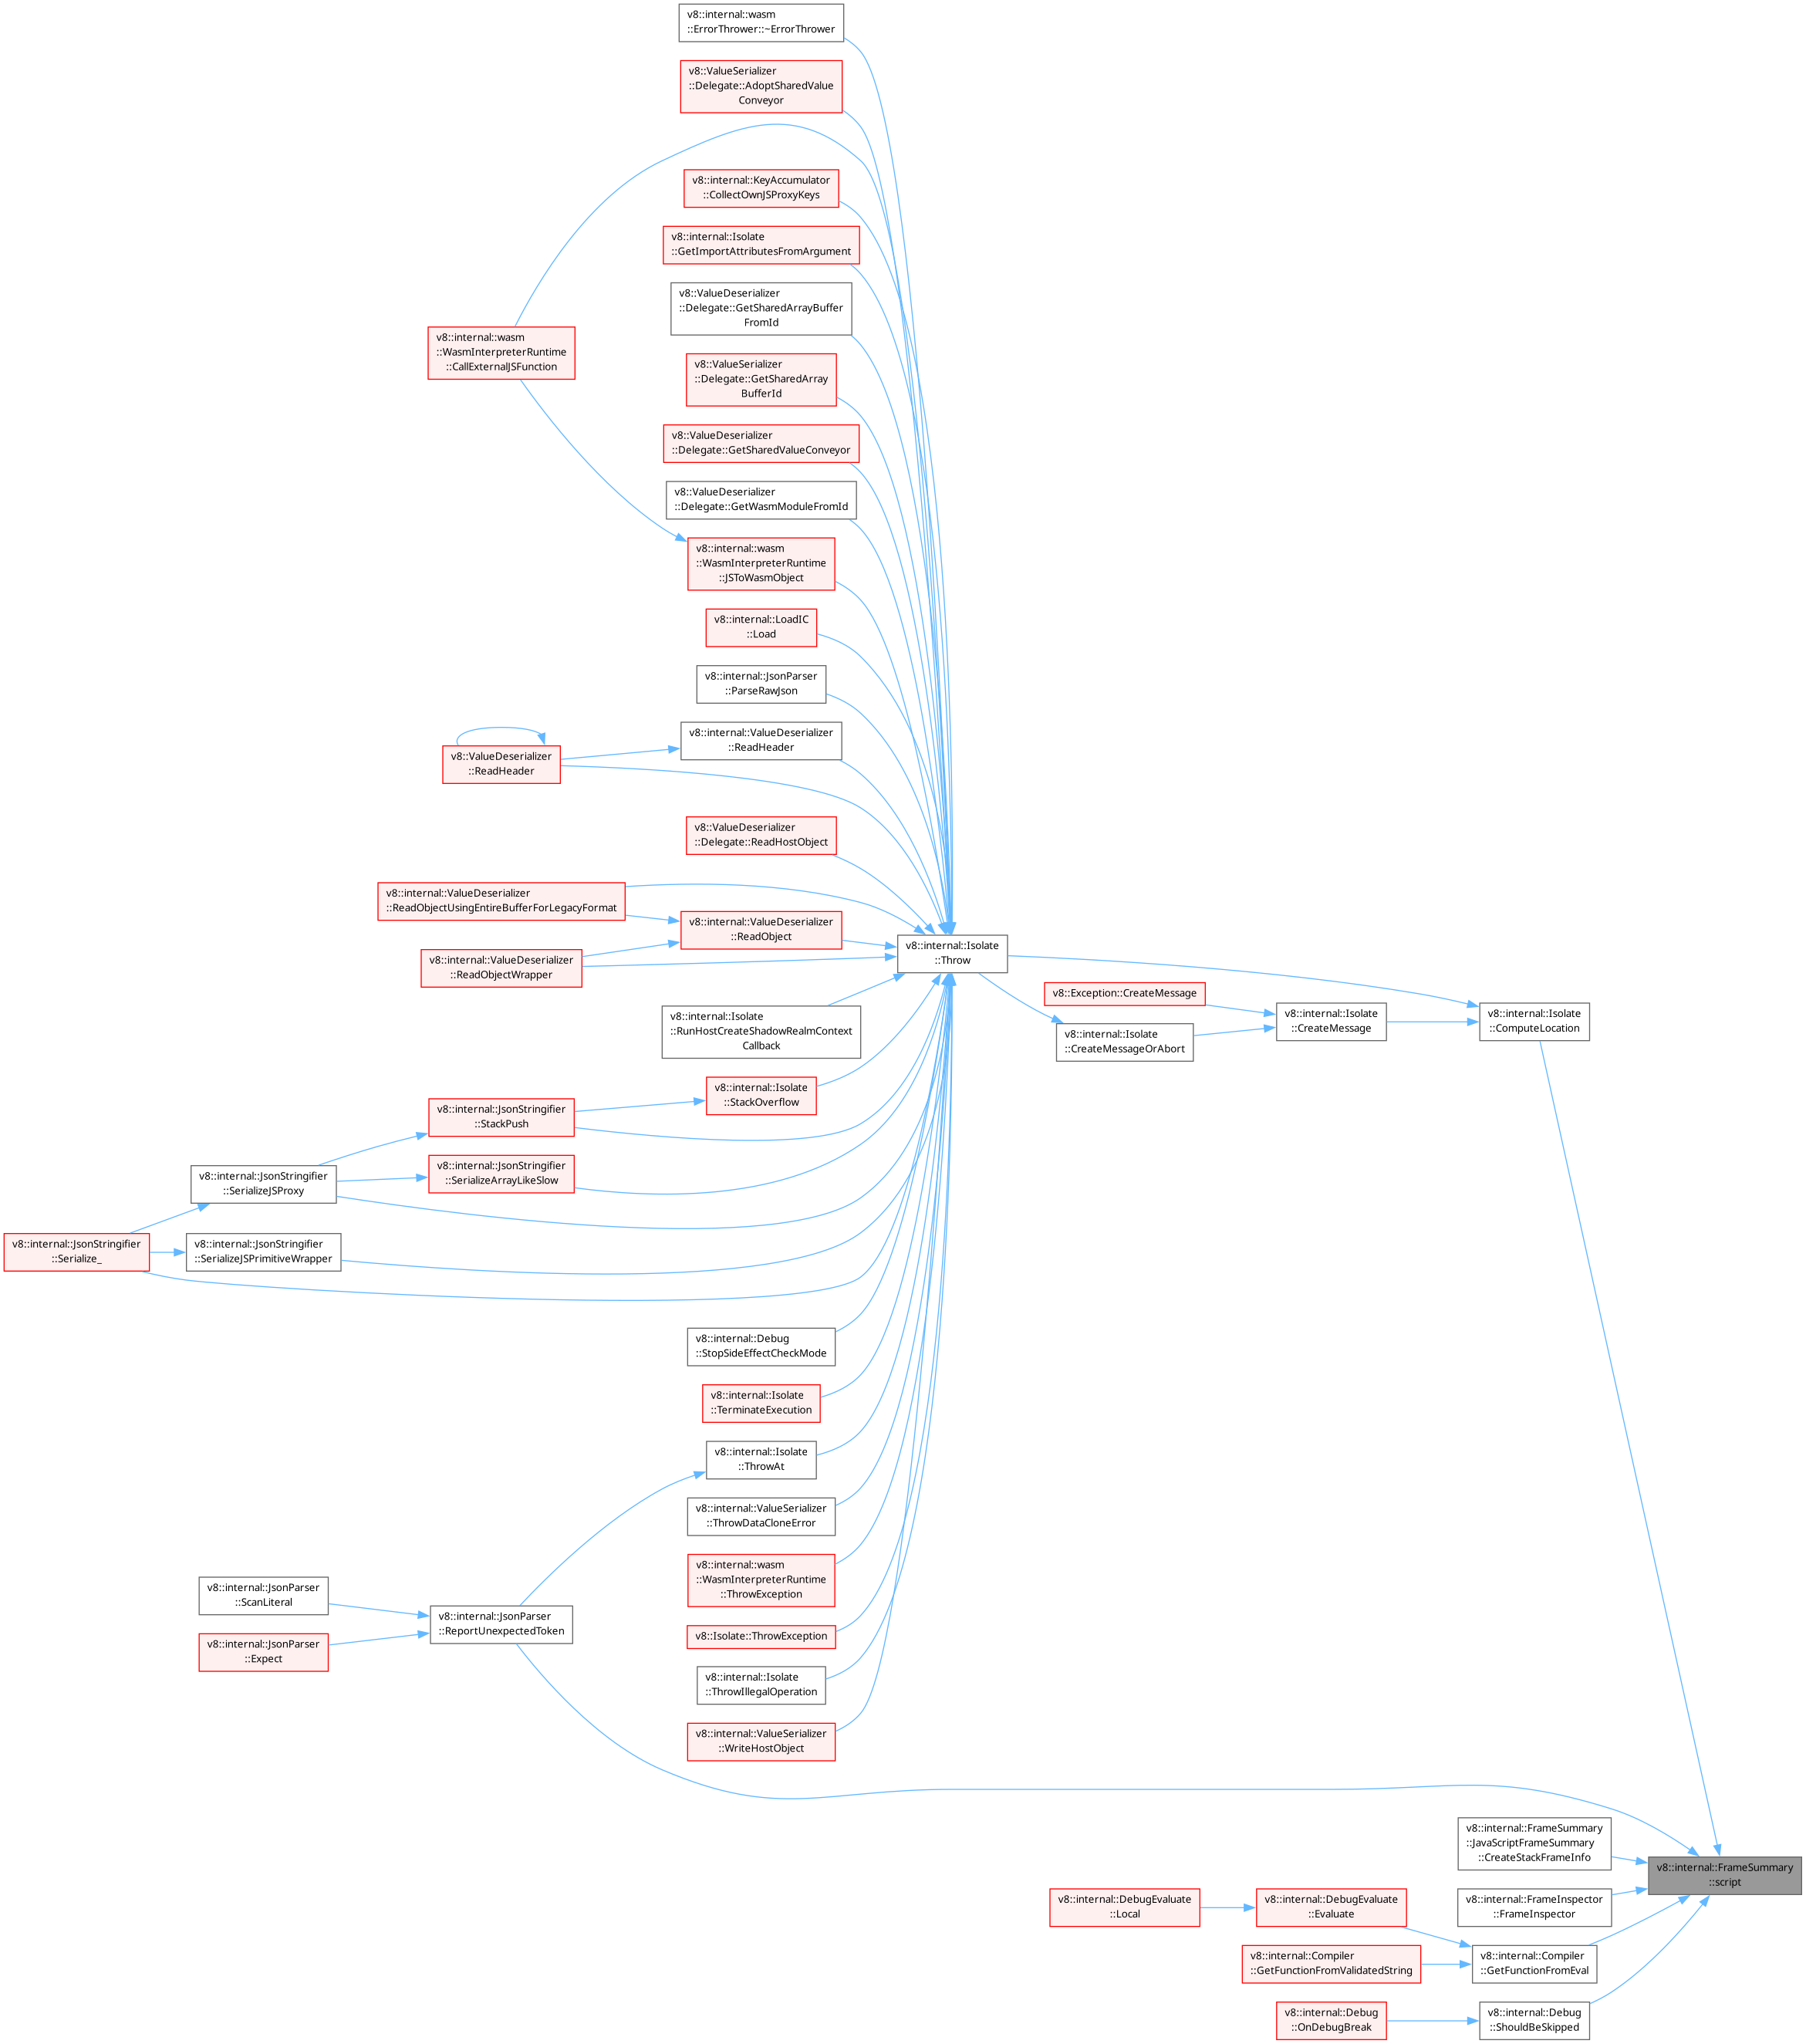 v8::internal::wasm
::ErrorThrower::~ErrorThrower
v8::ValueSerializer
::Delegate::AdoptSharedValue
Conveyor
v8::internal::KeyAccumulator
::CollectOwnJSProxyKeys
v8::internal::Isolate
::GetImportAttributesFromArgument
v8::ValueDeserializer
::Delegate::GetSharedArrayBuffer
FromId
v8::internal::wasm
::WasmInterpreterRuntime
::CallExternalJSFunction
v8::ValueSerializer
::Delegate::GetSharedArray
BufferId
v8::ValueDeserializer
::Delegate::GetSharedValueConveyor
v8::ValueDeserializer
::Delegate::GetWasmModuleFromId
v8::internal::wasm
::WasmInterpreterRuntime
::JSToWasmObject
v8::internal::LoadIC
::Load
v8::internal::JsonParser
::ParseRawJson
v8::internal::ValueDeserializer
::ReadHeader
v8::ValueDeserializer
::ReadHeader
v8::ValueDeserializer
::Delegate::ReadHostObject
v8::internal::ValueDeserializer
::ReadObjectUsingEntireBufferForLegacyFormat
v8::internal::ValueDeserializer
::ReadObject
v8::internal::ValueDeserializer
::ReadObjectWrapper
v8::internal::Isolate
::Throw
v8::Exception::CreateMessage
v8::internal::Isolate
::RunHostCreateShadowRealmContext
Callback
v8::internal::Isolate
::CreateMessageOrAbort
v8::internal::Isolate
::CreateMessage
v8::internal::Isolate
::ComputeLocation
v8::internal::Isolate
::StackOverflow
v8::internal::JsonStringifier
::StackPush
v8::internal::JsonStringifier
::SerializeJSProxy
v8::internal::JsonStringifier
::SerializeArrayLikeSlow
v8::internal::JsonStringifier
::Serialize_
v8::internal::JsonStringifier
::SerializeJSPrimitiveWrapper
v8::internal::Debug
::StopSideEffectCheckMode
v8::internal::Isolate
::TerminateExecution
v8::internal::Isolate
::ThrowAt
v8::internal::ValueSerializer
::ThrowDataCloneError
v8::internal::wasm
::WasmInterpreterRuntime
::ThrowException
v8::internal::JsonParser
::ScanLiteral
v8::internal::JsonParser
::ReportUnexpectedToken
v8::internal::JsonParser
::Expect
v8::Isolate::ThrowException
v8::internal::Isolate
::ThrowIllegalOperation
v8::internal::ValueSerializer
::WriteHostObject
v8::internal::FrameSummary
::JavaScriptFrameSummary
::CreateStackFrameInfo
v8::internal::FrameSummary
::script
v8::internal::DebugEvaluate
::Local
v8::internal::DebugEvaluate
::Evaluate
v8::internal::FrameInspector
::FrameInspector
v8::internal::Compiler
::GetFunctionFromValidatedString
v8::internal::Compiler
::GetFunctionFromEval
v8::internal::Debug
::OnDebugBreak
v8::internal::Debug
::ShouldBeSkipped